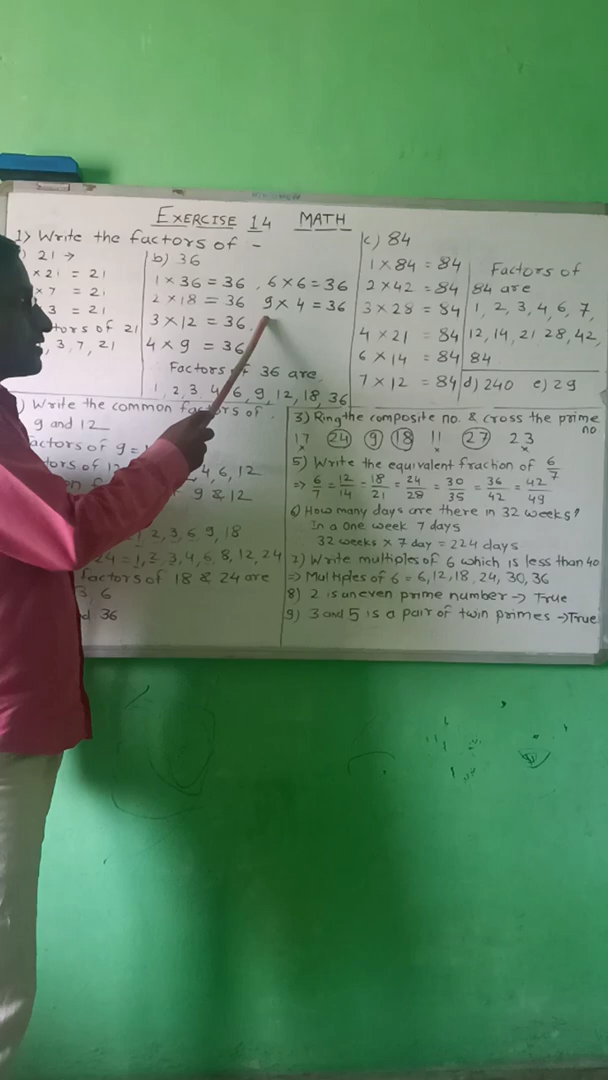 EXERCISE 14 MATH
1) Write the factors of -
21 →
x 21 = 21
x 7 = 21
3 = 21
tors of 21
3, 7, 21
b) 36
1 x 36 = 36, 6 x 6 = 36
2 x 18 = 36 9 x 4 = 36
3 x 12 = 36,
4 x 9 = 36
Factors of 36 are
1, 2, 3, 4, 6, 9, 12, 18, 36
c) 84
1 x 84 = 84
2 x 42 = 84
3 x 28 = 84
4 x 21 = 84
6 x 14 = 84
7 x 12 = 84
Factors of
84 are
1, 2, 3, 4, 6, 7,
12, 14, 21 28, 42,
84
d) 240 e) 29
) Write the common factors of
9 and 12
actors of 9 =
tors of 12 4, 6, 12
9 & 12
1, 2, 3, 6, 9, 18
24 = 1, 2, 3, 4, 6, 8, 12, 24
factors of 18 & 24 are
3, 6
nd 36
3) Ring the composite no. & cross the prime no
17 24 9 18 11 27 23
x x x
5) Write the equivalent fraction of 6/7
⇒ 6/7 = 12/14 = 18/21 = 24/28 = 30/35 = 36/42 = 42/49
6) How many days are there in 32 weeks?
In a one week 7 days
32 weeks x 7 day = 224 days
7) Write multiples of 6 which is less than 40
⇒ Multiples of 6 = 6, 12, 18, 24, 30, 36
8) 2 is uneven prime number → True
9) 3 and 5 is a pair of twin primes → True